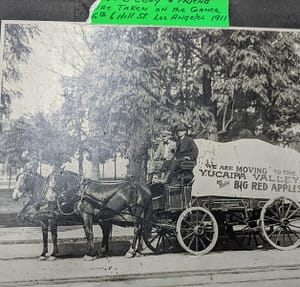 & Friend
are Taken on the Corner
6th & Hill St. Los Angeles 1911
WE ARE MOVING TO THE
YUCAIPA VALLEY
BIG RED APPLES